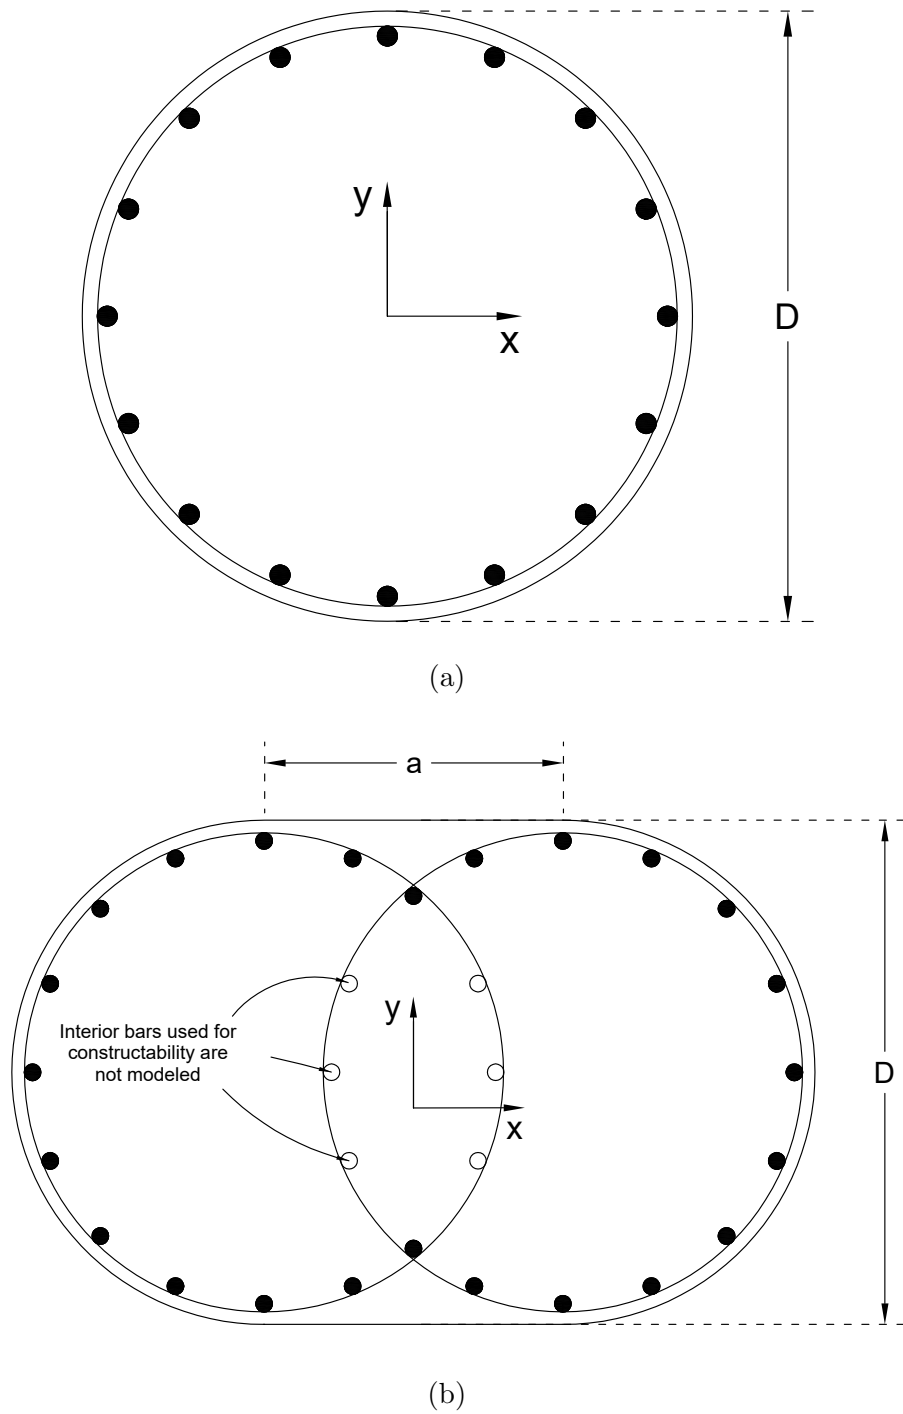 y
x
D
(a)
a
Interior bars used for
constructability are
not modeled
y
x
D
(b)